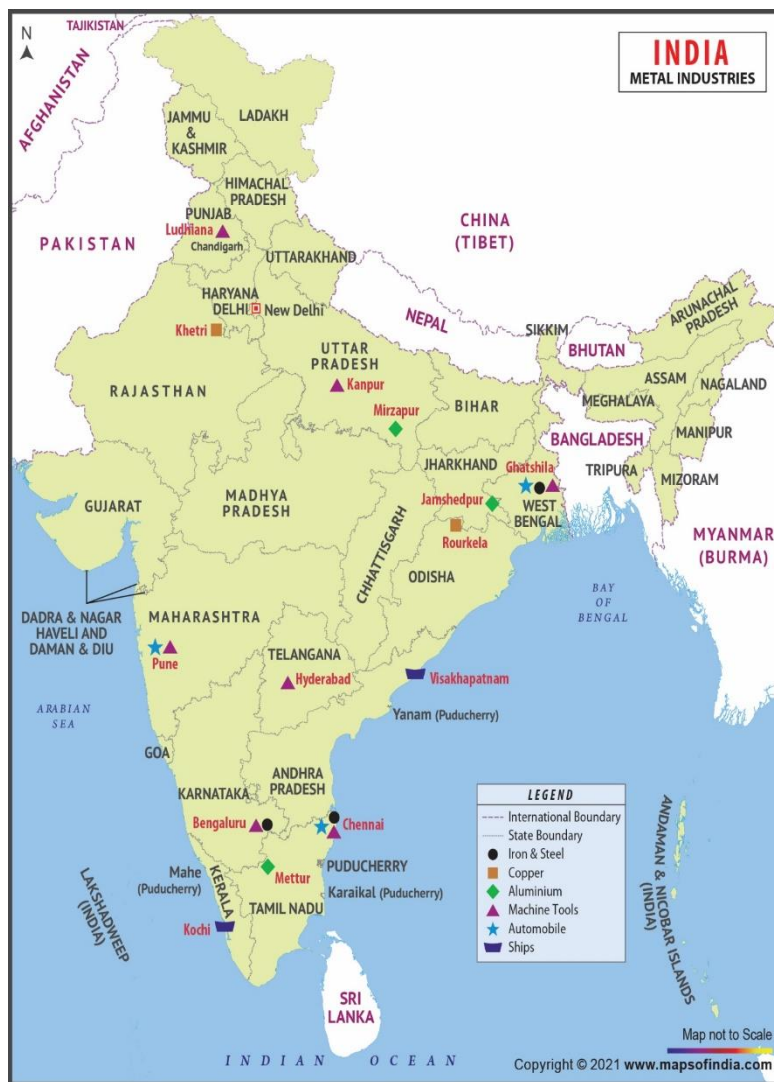 N
INDIA
METAL INDUSTRIES
TAJIKISTAN
AFGHANISTAN
LADAKH
JAMMU
&
KASHMIR
HIMACHAL
PRADESH
PUNJAB
Ludhiana
Chandigarh
PAKISTAN
CHINA
(TIBET)
UTTARAKHAND
HARYANA
DELHI
New Delhi
Khetri
NEPAL
SIKKIM
BHUTAN
ARUNACHAL
PRADESH
UTTAR
PRADESH
Kanpur
RAJASTHAN
Mirzapur
BIHAR
ASSAM
NAGALAND
MEGHALAYA
MANIPUR
BANGLADESH
TRIPURA
MIZORAM
JHARKHAND
Ghatshila
Jamshedpur
WEST
BENGAL
GUJARAT
MADHYA
PRADESH
CHHATTISGARH
Rourkela
ODISHA
MYANMAR
(BURMA)
BAY
OF
BENGAL
DADRA & NAGAR
HAVELI AND
DAMAN & DIU
MAHARASHTRA
Pune
TELANGANA
Hyderabad
Visakhapatnam
Yanam (Puducherry)
ARABIAN
SEA
GOA
KARNATAKA
ANDHRA
PRADESH
Bengaluru
Chennai
Mettur
PUDUCHERRY
Mahe
(Puducherry)
KERALA
Karaikal (Puducherry)
TAMIL NADU
Kochi
LAKSHADWEEP
(INDIA)
SRI
LANKA
LEGEND
International Boundary
State Boundary
Iron & Steel
Copper
Aluminium
Machine Tools
Automobile
Ships
ANDAMAN & NICOBAR ISLANDS
(INDIA)
INDIAN OCEAN
Map not to Scale
Copyright © 2021 www.mapsofindia.com